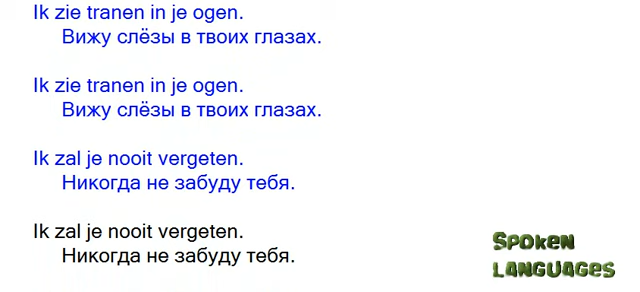 Ik zie tranen in je ogen.
Вижу слёзы в твоих глазах.
Ik zie tranen in je ogen.
Вижу слёзы в твоих глазах.
Ik zal je nooit vergeten.
Никогда не забуду тебя.
Ik zal je nooit vergeten.
Никогда не забуду тебя.
Spoken
Languages